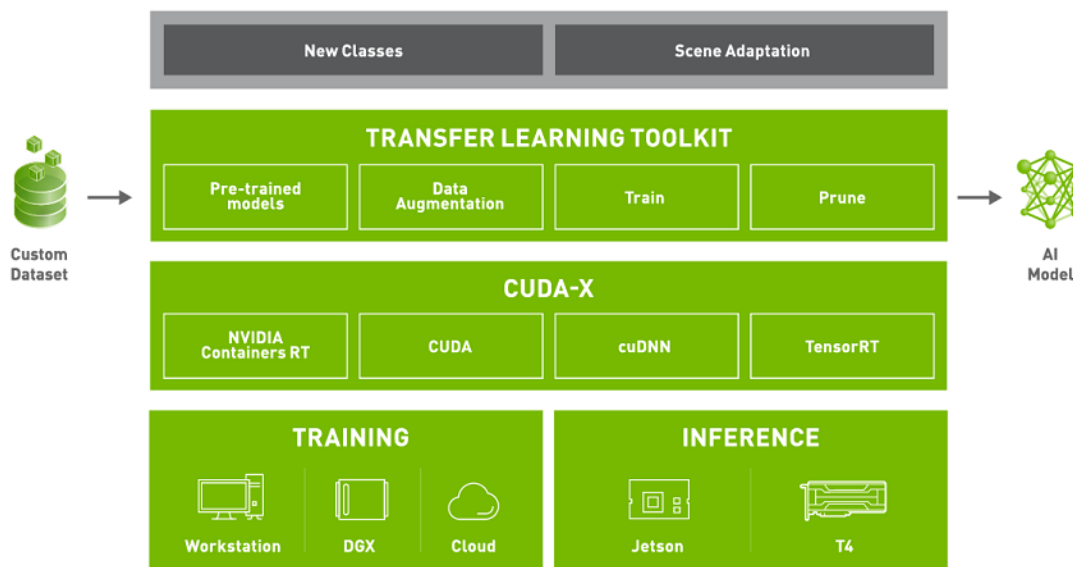 New Classes
Scene Adaptation
TRANSFER LEARNING TOOLKIT
Pre-trained
models
Data
Augmentation
Train
Prune
Custom
Dataset
AI
Model
CUDA-X
NVIDIA
Containers RT
CUDA
cuDNN
TensorRT
TRAINING
Workstation
DGX
Cloud
INFERENCE
Jetson
T4